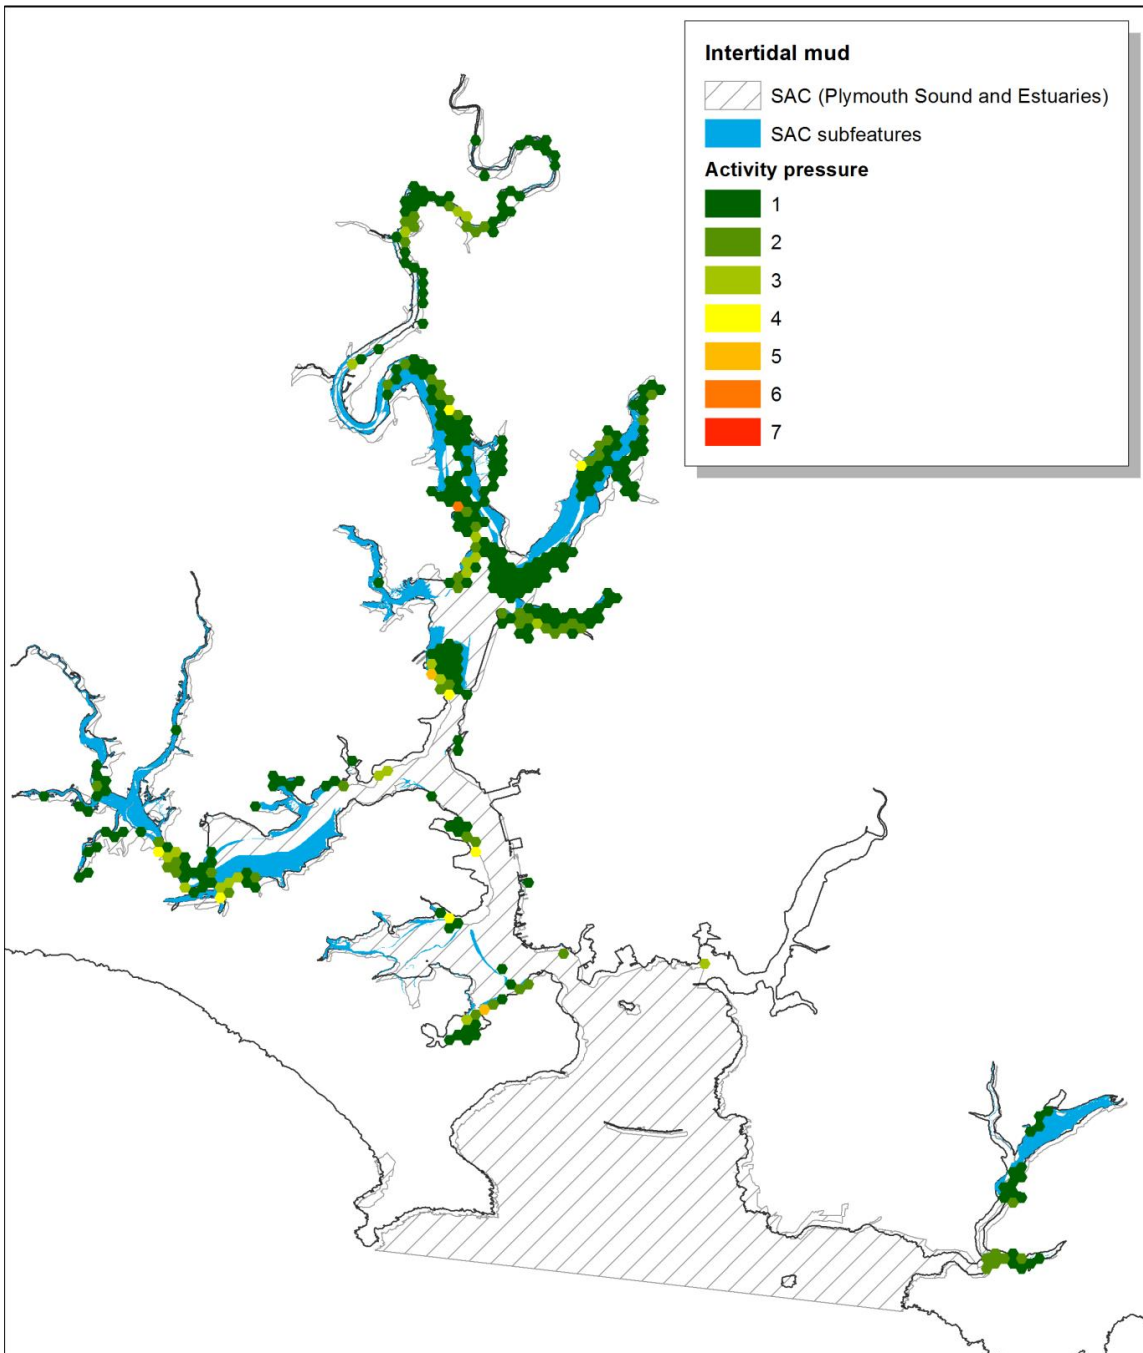 Intertidal mud
SAC (Plymouth Sound and Estuaries)
SAC subfeatures
Activity pressure
1
2
3
4
5
6
7